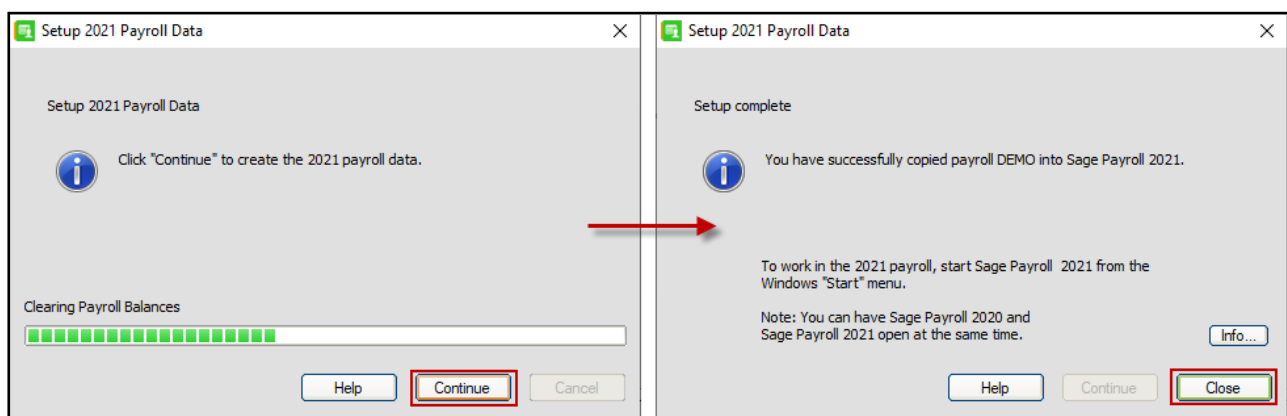 Setup 2021 Payroll Data
Setup 2021 Payroll Data
Click "Continue" to create the 2021 payroll data.
Clearing Payroll Balances
Help
Continue
Cancel
Setup 2021 Payroll Data
Setup complete
You have successfully copied payroll DEMO into Sage Payroll 2021.
To work in the 2021 payroll, start Sage Payroll 2021 from the
Windows "Start" menu.
Note: You can have Sage Payroll 2020 and
Sage Payroll 2021 open at the same time.
Info...
Help
Continue
Close